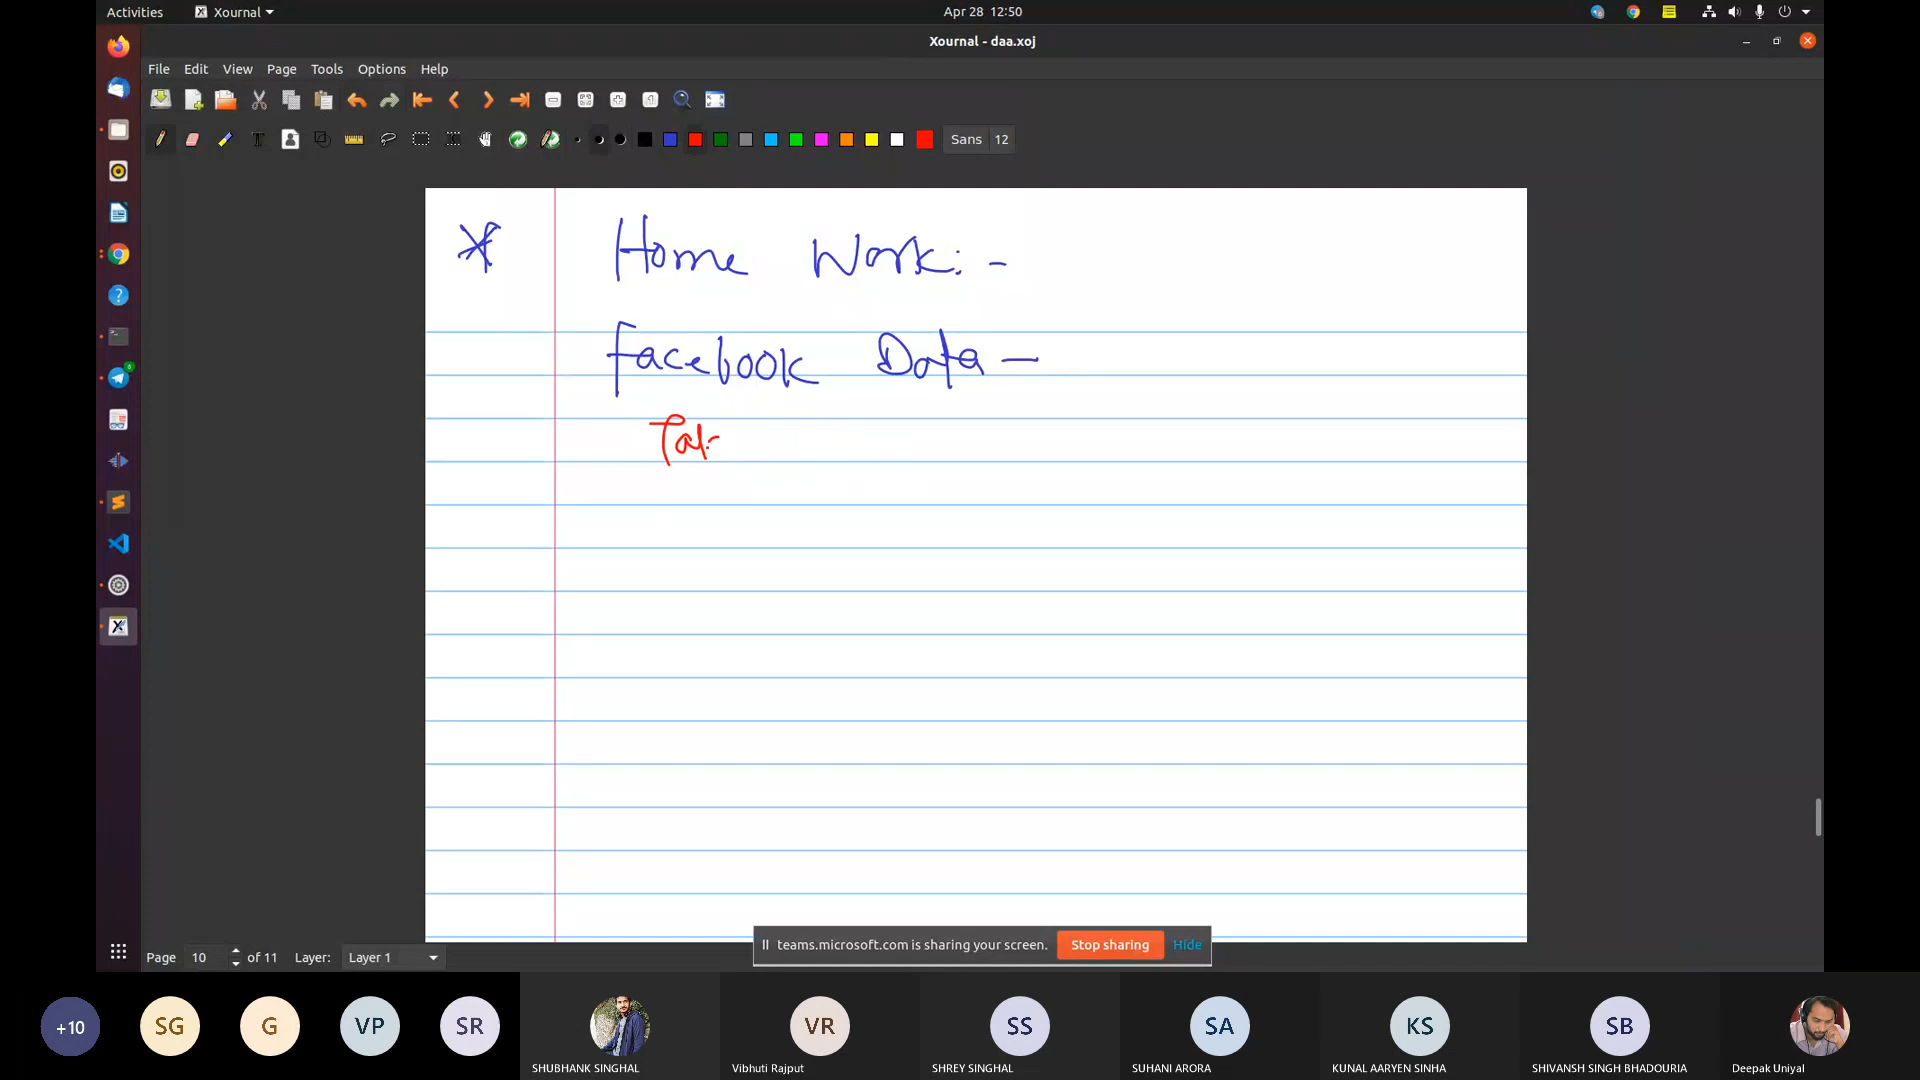 Activities Xournal Apr 28 12:50
Xournal - daa.xoj
File Edit View Page Tools Options Help
Sans 12
* Home Work:-
Facebook Data —
Page 10 of 11 Layer: Layer 1
teams.microsoft.com is sharing your screen. Stop sharing Hide
+10 SG G VP SR VR SS SA KS SB
SHUBHANK SINGHAL Vibhuti Rajput SHREY SINGHAL SUHANI ARORA KUNAL AARYEN SINHA SHIVANSH SINGH BHADOURIA Deepak Uniyal